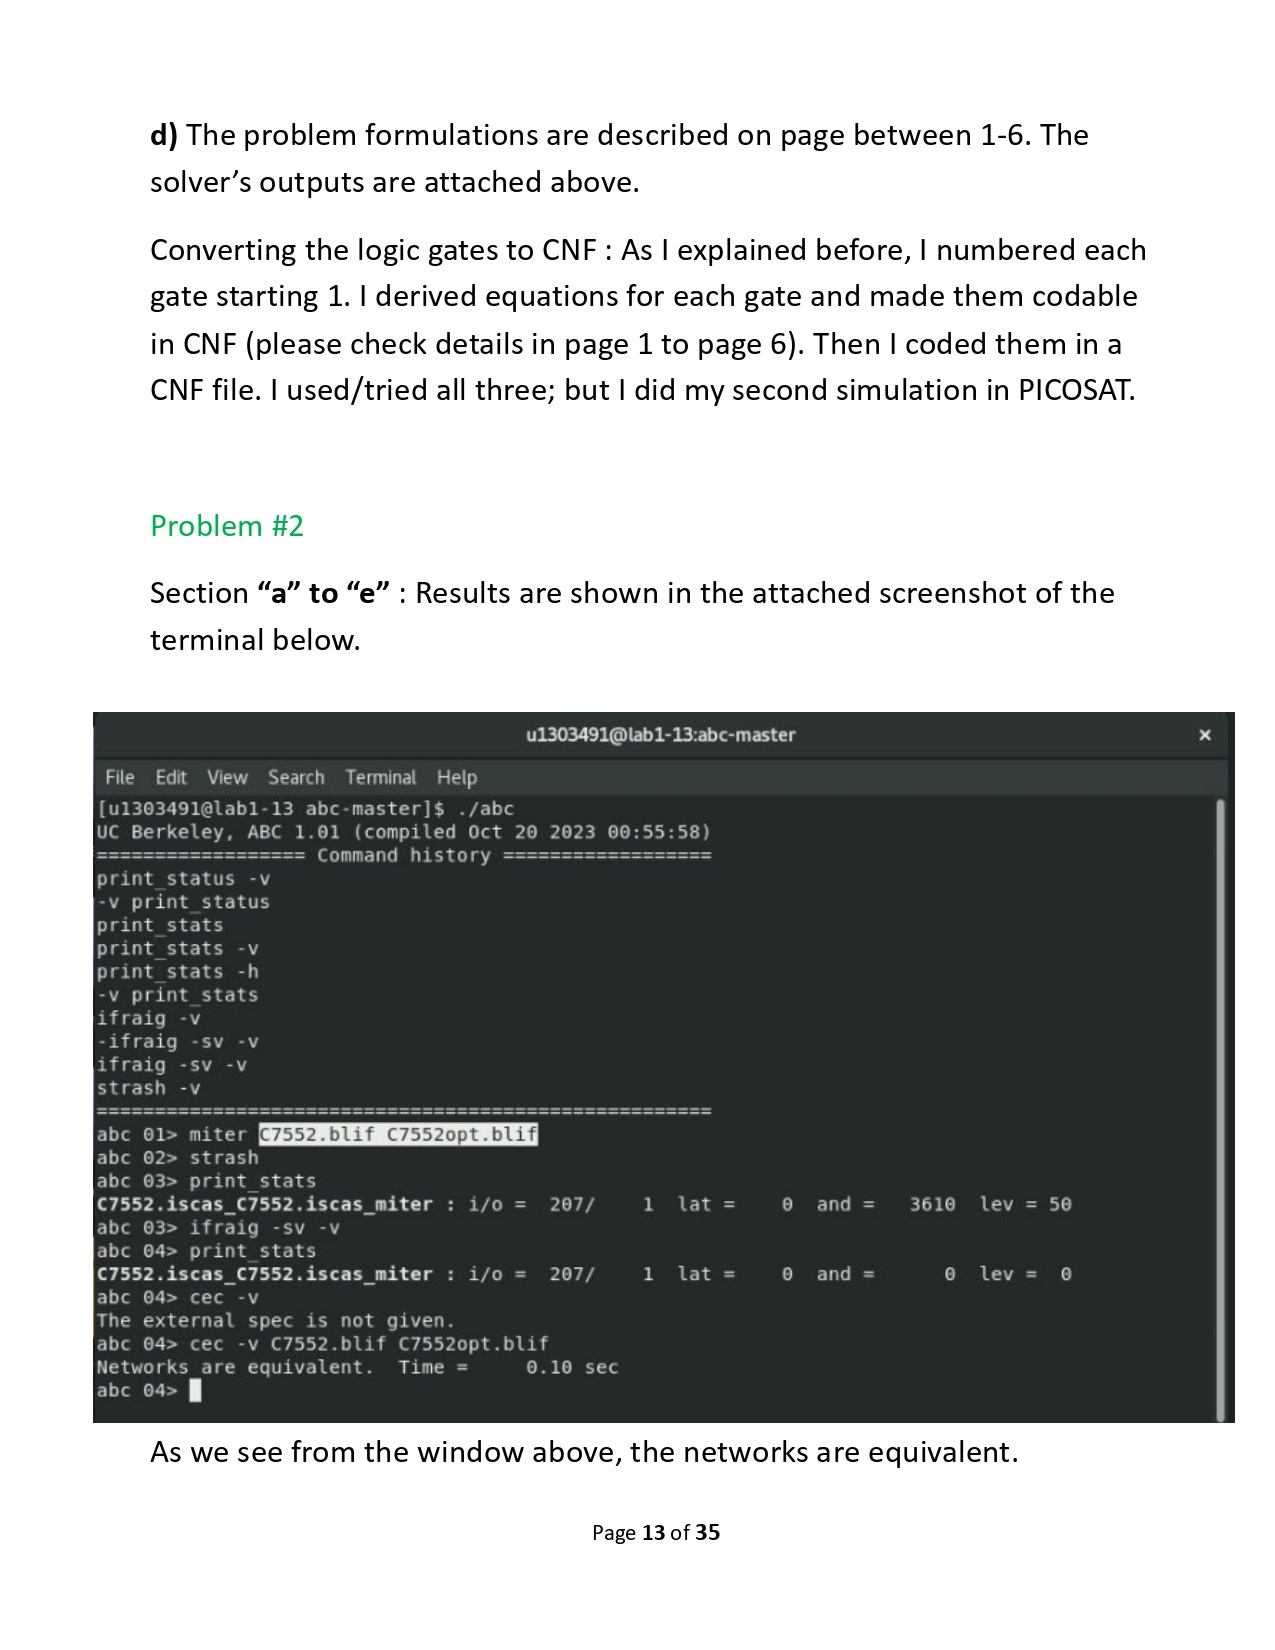 d) The problem formulations are described on page between 1-6. The
solver’s outputs are attached above.
Converting the logic gates to CNF : As I explained before, I numbered each
gate starting 1. I derived equations for each gate and made them codable
in CNF (please check details in page 1 to page 6). Then I coded them in a
CNF file. I used/tried all three; but I did my second simulation in PICOSAT.
Problem #2
Section “a” to “e” : Results are shown in the attached screenshot of the
terminal below.
u1303491@lab1-13:abc-master ×
File Edit View Search Terminal Help
[u1303491@lab1-13 abc-master]$ ./abc
UC Berkeley, ABC 1.01 (compiled Oct 20 2023 00:55:58)
================== Command history ==================
print_status -v
-v print_status
print_stats
print_stats -v
print_stats -h
-v print_stats
ifraig -v
-ifraig -sv -v
ifraig -sv -v
strash -v
=====================================================
abc 01> miter C7552.blif C7552opt.blif
abc 02> strash
abc 03> print_stats
C7552.iscas_C7552.iscas_miter : i/o = 207/ 1 lat = 0 and = 3610 lev = 50
abc 03> ifraig -sv -v
abc 04> print_stats
C7552.iscas_C7552.iscas_miter : i/o = 207/ 1 lat = 0 and = 0 lev = 0
abc 04> cec -v
The external spec is not given.
abc 04> cec -v C7552.blif C7552opt.blif
Networks are equivalent. Time = 0.10 sec
abc 04>
As we see from the window above, the networks are equivalent.
Page 13 of 35